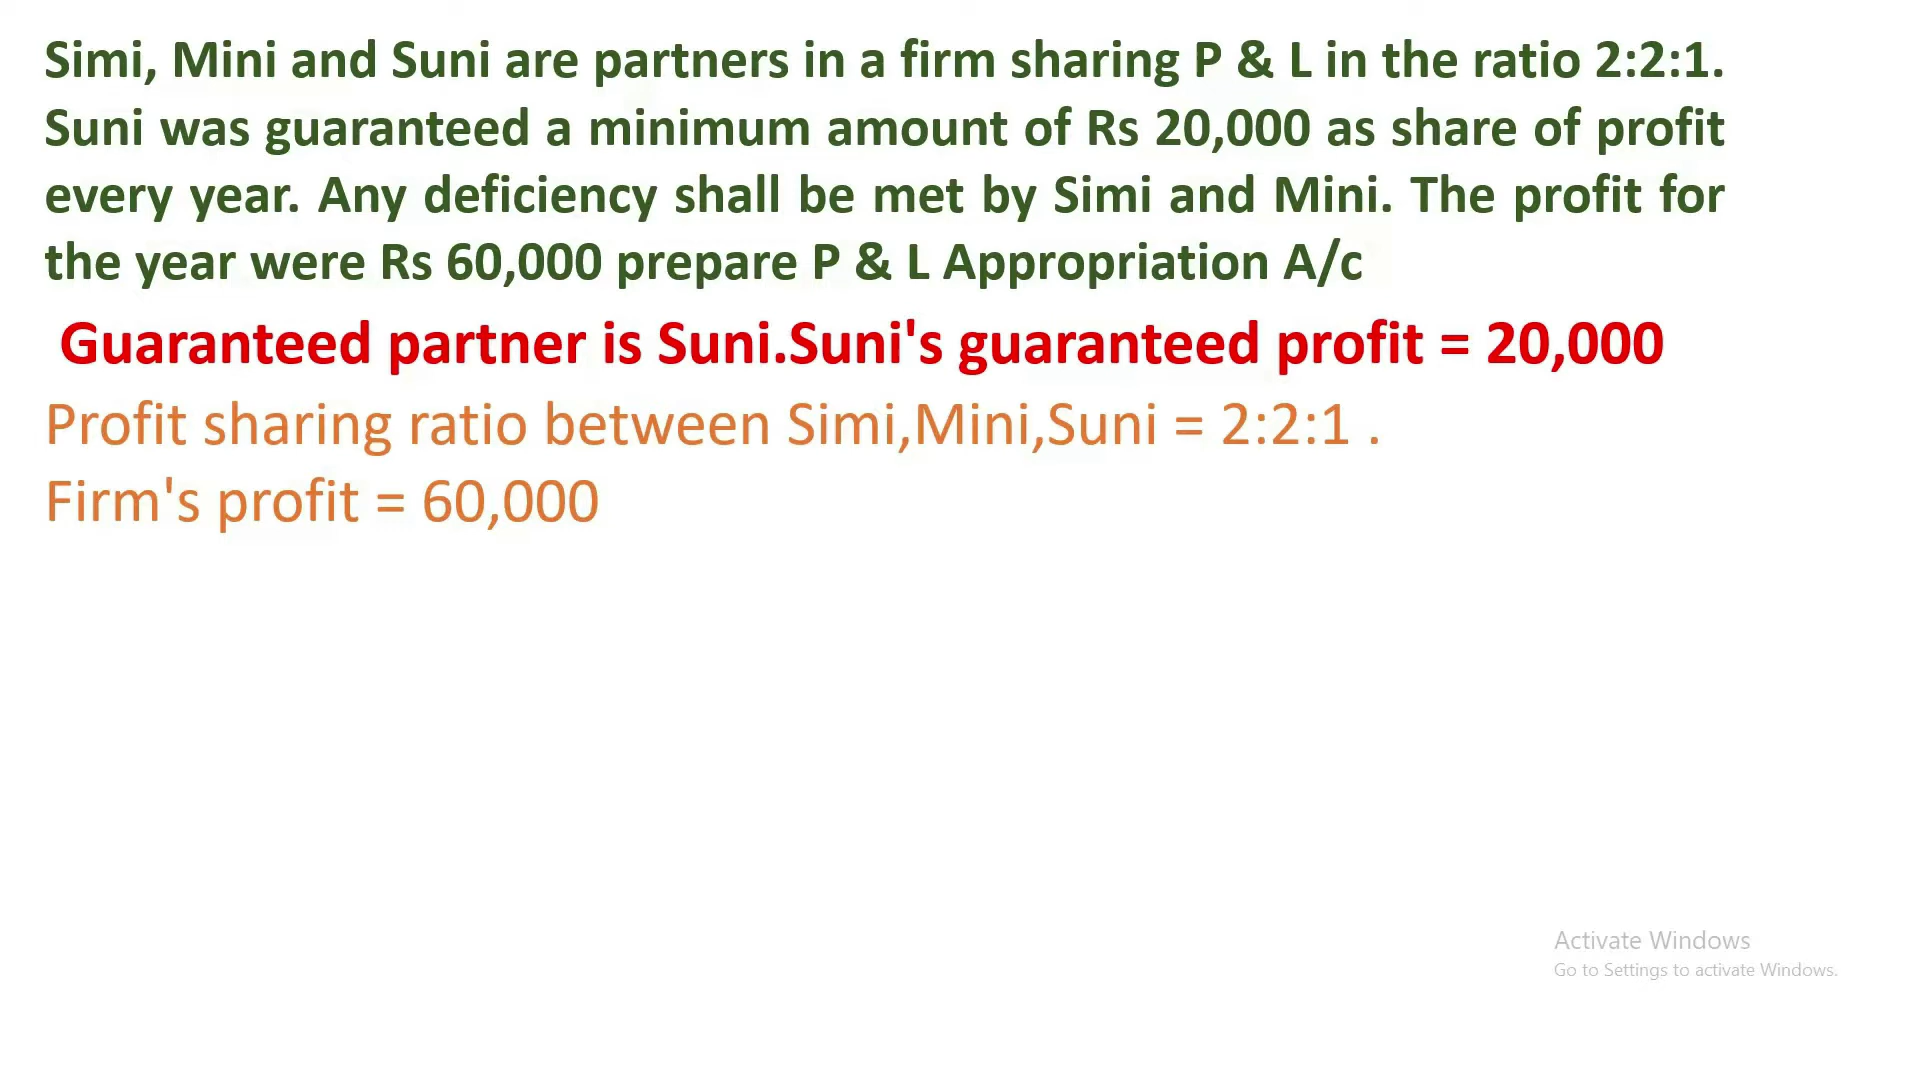 Simi, Mini and Suni are partners in a firm sharing P & L in the ratio 2:2:1.
Suni was guaranteed a minimum amount of Rs 20,000 as share of profit
every year. Any deficiency shall be met by Simi and Mini. The profit for
the year were Rs 60,000 prepare P & L Appropriation A/c
Guaranteed partner is Suni.Suni's guaranteed profit = 20,000
Profit sharing ratio between Simi,Mini,Suni = 2:2:1 .
Firm's profit = 60,000
Activate Windows
Go to Settings to activate Windows.